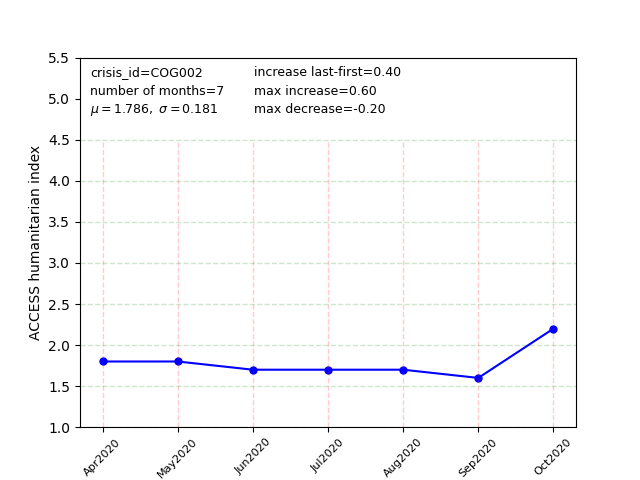 crisis_id=COG002
number of months=7
μ=1.786, σ=0.181
increase last-first=0.40
max increase=0.60
max decrease=-0.20
ACCESS humanitarian index
5.5
5.0
4.5
4.0
3.5
3.0
2.5
2.0
1.5
1.0
Apr2020
May2020
Jun2020
Jul2020
Aug2020
Sep2020
Oct2020